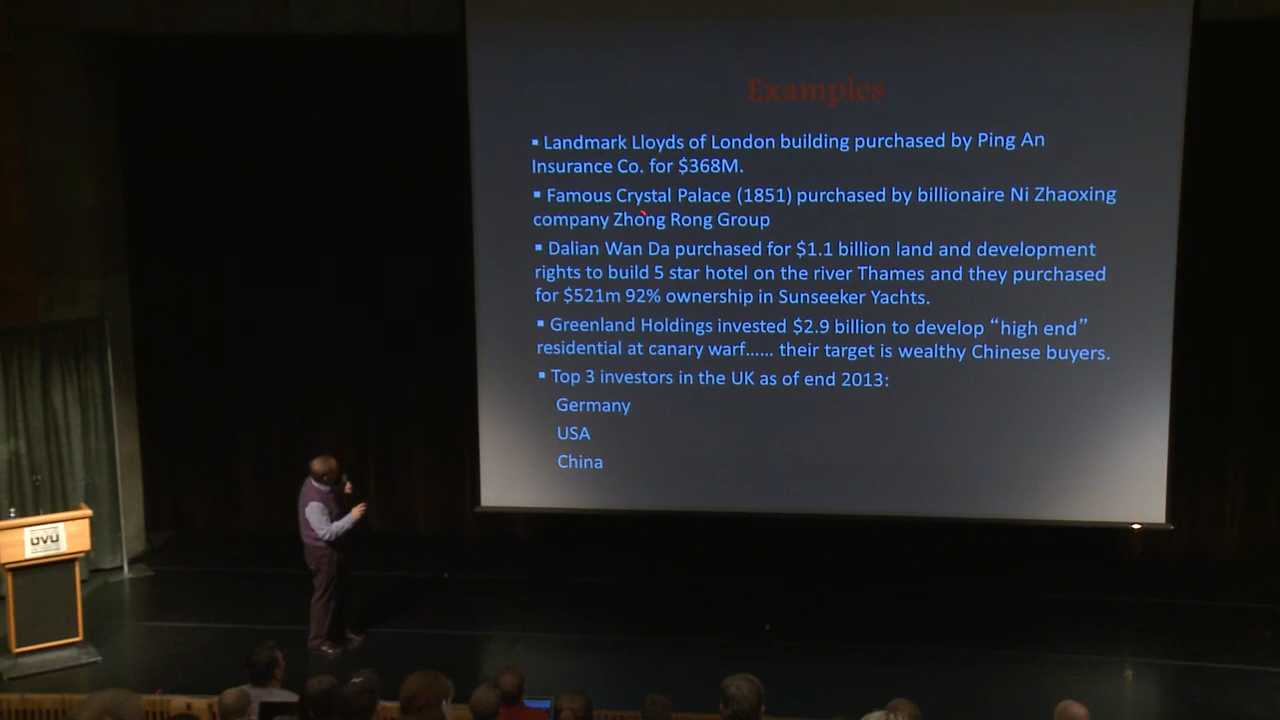 Examples
▪ Landmark Lloyds of London building purchased by Ping An
Insurance Co. for $368M.
▪ Famous Crystal Palace (1851) purchased by billionaire Ni Zhaoxing
company Zhong Rong Group
▪ Dalian Wan Da purchased for $1.1 billion land and development
rights to build 5 star hotel on the river Thames and they purchased
for $521m 92% ownership in Sunseeker Yachts.
▪ Greenland Holdings invested $2.9 billion to develop “high end”
residential at canary warf...... their target is wealthy Chinese buyers.
▪ Top 3 investors in the UK as of end 2013:
Germany
USA
China
UVU